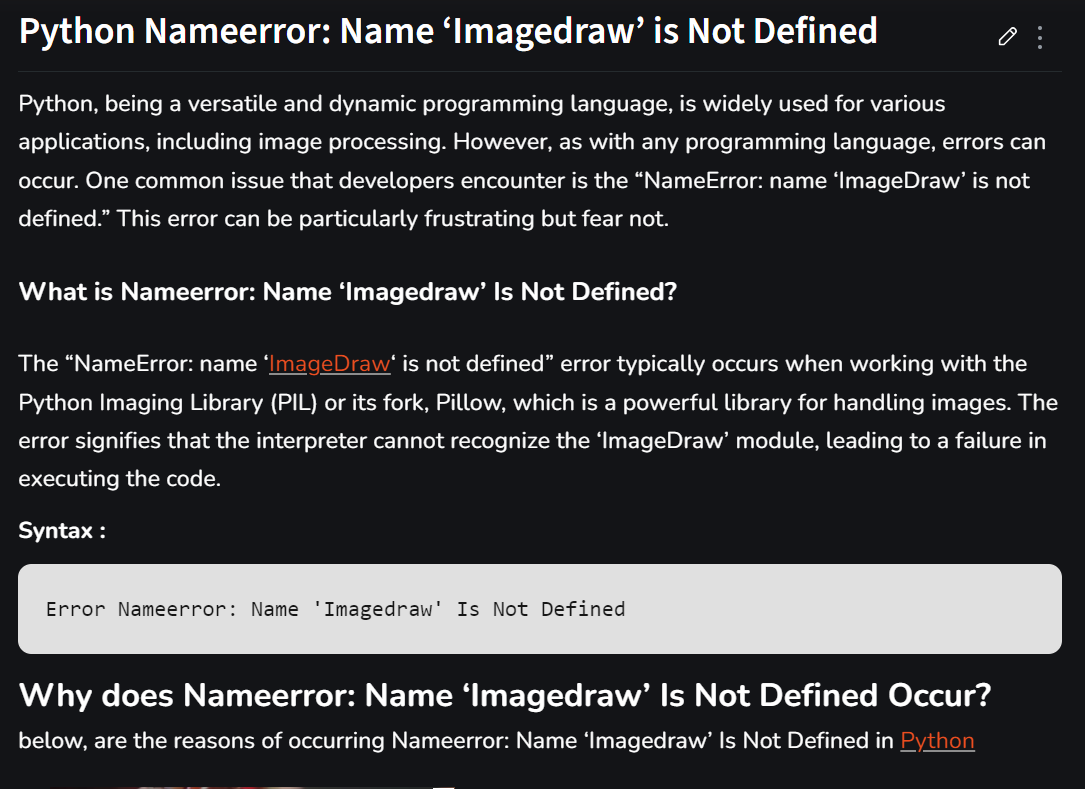 Python Nameerror: Name ‘Imagedraw’ is Not Defined
Python, being a versatile and dynamic programming language, is widely used for various
applications, including image processing. However, as with any programming language, errors can
occur. One common issue that developers encounter is the “NameError: name ‘ImageDraw’ is not
defined.” This error can be particularly frustrating but fear not.
What is Nameerror: Name ‘Imagedraw’ Is Not Defined?
The “NameError: name ‘ImageDraw‘ is not defined” error typically occurs when working with the
Python Imaging Library (PIL) or its fork, Pillow, which is a powerful library for handling images. The
error signifies that the interpreter cannot recognize the ‘ImageDraw’ module, leading to a failure in
executing the code.
Syntax :
Error Nameerror: Name 'Imagedraw' Is Not Defined
Why does Nameerror: Name ‘Imagedraw’ Is Not Defined Occur?
below, are the reasons of occurring Nameerror: Name ‘Imagedraw’ Is Not Defined in Python